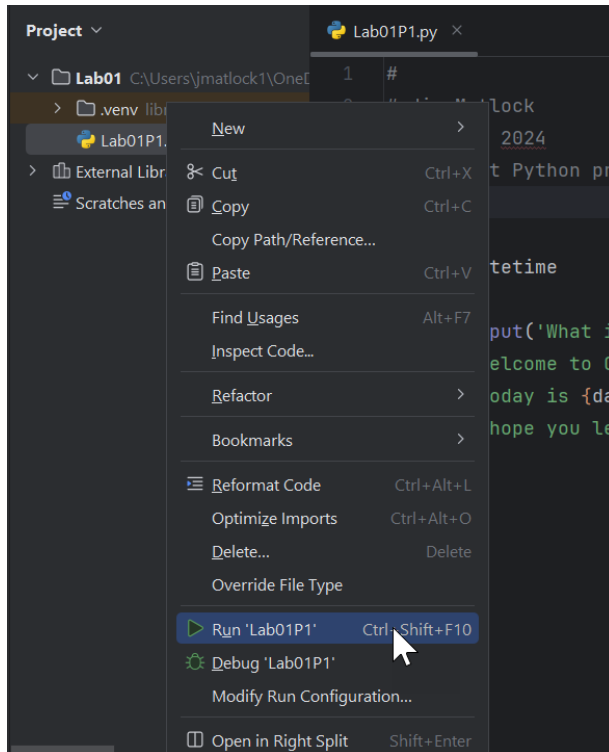 Project
Lab01P1.py
Lab01 C:\Users\jmatlock1\One
.venv
Lab01P1.
External Libr
Scratches an
1 #
lock
2024
t Python pr
tetime
put('What i
elcome to
oday is {da
hope you le
New
Cut Ctrl+X
Copy Ctrl+C
Copy Path/Reference...
Paste Ctrl+V
Find Usages Alt+F7
Inspect Code...
Refactor
Bookmarks
Reformat Code Ctrl+Alt+L
Optimize Imports Ctrl+Alt+O
Delete... Delete
Override File Type
Run 'Lab01P1' Ctrl+Shift+F10
Debug 'Lab01P1'
Modify Run Configuration...
Open in Right Split Shift+Enter